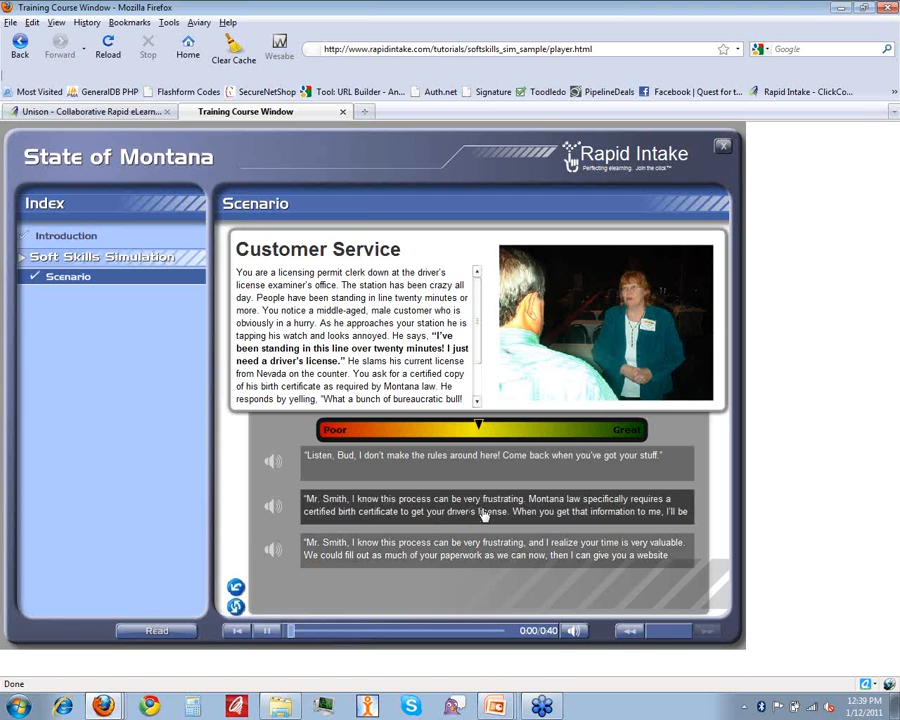 Training Course Window - Mozilla Firefox
File Edit View History Bookmarks Tools Aviary Help
Back Forward Reload Stop Home Clear Cache Wesabe
http://www.rapidintake.com/tutorials/softskills_sim_sample/player.html
Google
Most Visited GeneralDB PHP Flashform Codes SecureNetShop Tool: URL Builder - An... Auth.net Signature Toodledo PipelineDeals Facebook | Quest for t... Rapid Intake - ClickCo...
Unison - Collaborative Rapid eLearn... Training Course Window
State of Montana
Rapid Intake
Perfecting elearning. Join the click™
X
Index
Introduction
Soft Skills Simulation
Scenario
Scenario
Customer Service
You are a licensing permit clerk down at the driver's
license examiner's office. The station has been crazy all
day. People have been standing in line twenty minutes or
more. You notice a middle-aged, male customer who is
obviously in a hurry. As he approaches your station he is
tapping his watch and looks annoyed. He says, "I've
been standing in this line over twenty minutes! I just
need a driver's license." He slams his current license
from Nevada on the counter. You ask for a certified copy
of his birth certificate as required by Montana law. He
responds by yelling, "What a bunch of bureaucratic bull!
Poor Great
"Listen, Bud, I don't make the rules around here! Come back when you've got your stuff."
"Mr. Smith, I know this process can be very frustrating. Montana law specifically requires a
certified birth certificate to get your driver's license. When you get that information to me, I'll be
"Mr. Smith, I know this process can be very frustrating, and I realize your time is very valuable.
We could fill out as much of your paperwork as we can now, then I can give you a website
Read
0:00/0:40
Done
12:39 PM
1/12/2011